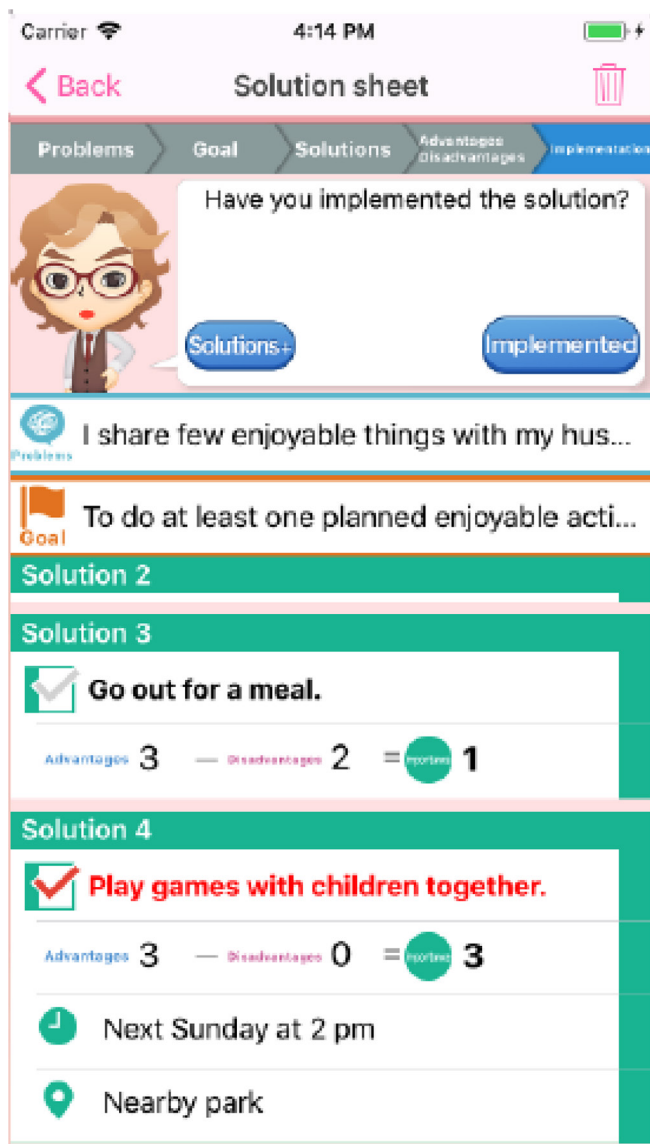 Carrier 4:14 PM
Back Solution sheet
Problems Goal Solutions Advantages Disadvantages Implementation
Have you implemented the solution?
Solutions+ Implemented
Problems I share few enjoyable things with my hus...
Goal To do at least one planned enjoyable acti...
Solution 2
Solution 3
Go out for a meal.
Advantages 3 — Disadvantages 2 = 1
Solution 4
Play games with children together.
Advantages 3 — Disadvantages 0 = 3
Next Sunday at 2 pm
Nearby park